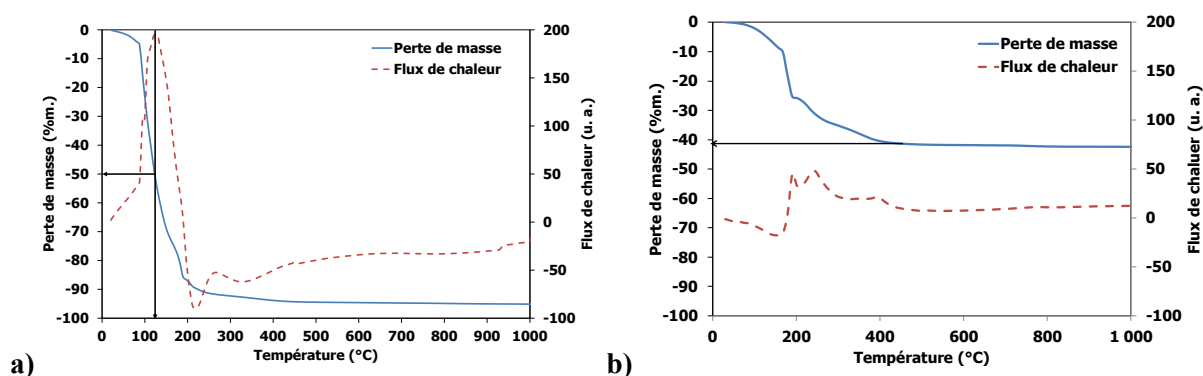 a)
Perte de masse (%m.)
0
-10
-20
-30
-40
-50
-60
-70
-80
-90
-100
Perte de masse
Flux de chaleur
200
150
100
50
0
-50
-100
Flux de chaleur (u. a.)
0 100 200 300 400 500 600 700 800 900 1000
Température (°C)
b)
Perte de masse (%m.)
0
-10
-20
-30
-40
-50
-60
-70
-80
-90
-100
Perte de masse
Flux de chaleur
200
150
100
50
0
-50
-100
Flux de chaluer (u. a.)
0 200 400 600 800 1 000
Température (°C)